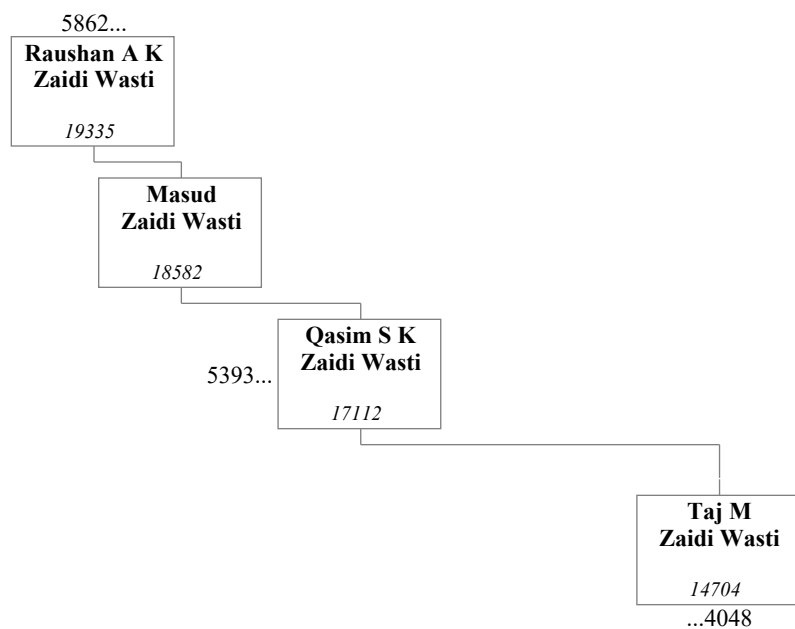 5862...
Raushan A K
Zaidi Wasti
19335
Masud
Zaidi Wasti
18582
Qasim S K
Zaidi Wasti
5393...
17112
Taj M
Zaidi Wasti
14704
...4048